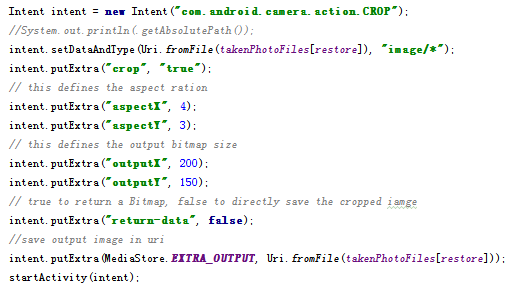 Intent intent = new Intent("com.android.camera.action.CROP");
//System.out.println(.getAbsolutePath());
intent.setDataAndType(Uri.fromFile(takenPhotoFiles[restore]), "image/*");
intent.putExtra("crop", "true");
// this defines the aspect ration
intent.putExtra("aspectX", 4);
intent.putExtra("aspectY", 3);
// this defines the output bitmap size
intent.putExtra("outputX", 200);
intent.putExtra("outputY", 150);
// true to return a Bitmap, false to directly save the cropped iamge
intent.putExtra("return-data", false);
//save output image in uri
intent.putExtra(MediaStore.EXTRA_OUTPUT, Uri.fromFile(takenPhotoFiles[restore]));
startActivity(intent);